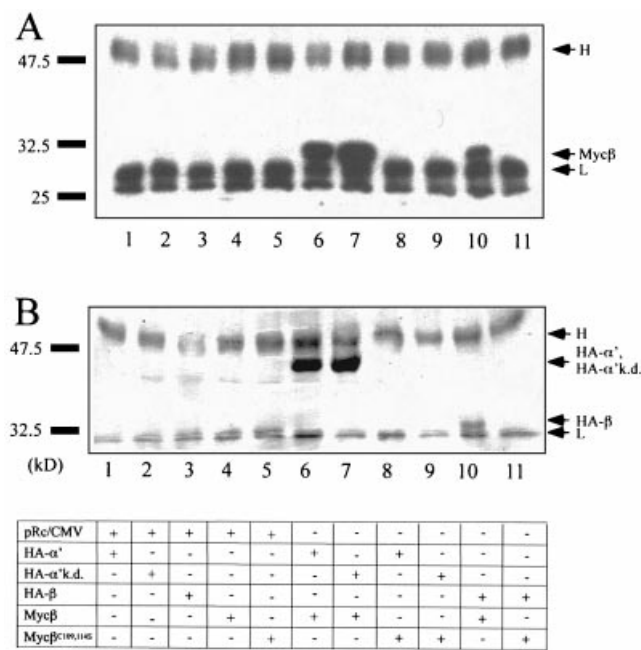 A
H
47.5
32.5
Mycβ
L
25
1 2 3 4 5 6 7 8 9 10 11
B
H
47.5
HA-α',
HA-α'k.d.
HA-β
32.5
L
(kD)
1 2 3 4 5 6 7 8 9 10 11
pRc/CMV + + + + + - - - - - -
HA-α' + - - - - + - + - - -
HA-α'k.d. - + - - - - + - + - -
HA-β - - + - - - - - - + +
Mycβ - - - + - + + - - + -
MycβC109,114S - - - - + - - + + - +